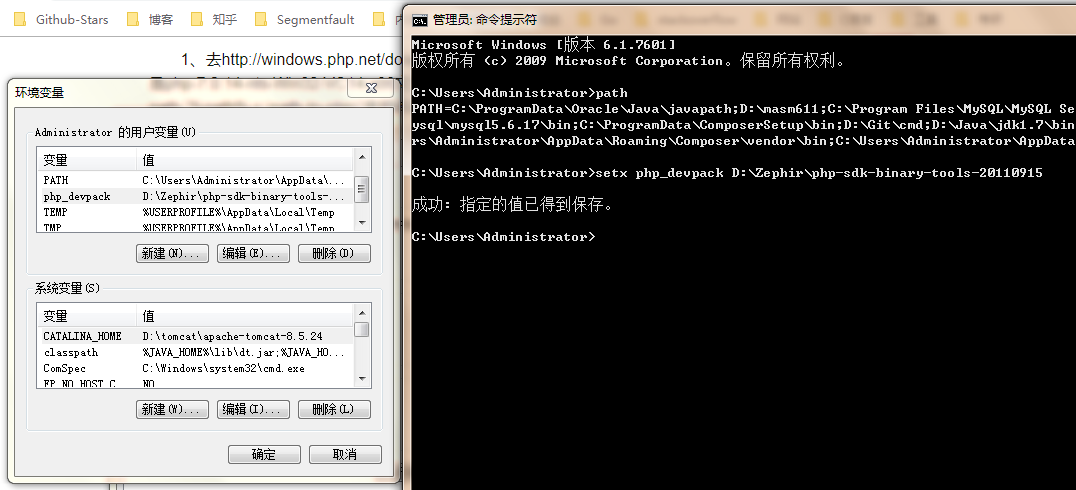 Github-Stars 博客 知乎 Segmentfault
1、去http://windows.php.net/do
环境变量
Administrator 的用户变量(U)
变量 值
PATH C:\Users\Administrator\AppData\...
php_devpack D:\Zephir\php-sdk-binary-tools-...
TEMP %USERPROFILE%\AppData\Local\Temp
TMP %USERPROFILE%\AppData\Local\Temp
新建(N)... 编辑(E)... 删除(D)
系统变量(S)
变量 值
CATALINA_HOME D:\tomcat\apache-tomcat-8.5.24
classpath %JAVA_HOME%\lib\dt.jar;%JAVA_HO...
ComSpec C:\Windows\system32\cmd.exe
FP_NO_HOST_C NO
新建(W)... 编辑(I)... 删除(L)
确定 取消
管理员: 命令提示符
Microsoft Windows [版本 6.1.7601]
版权所有 (c) 2009 Microsoft Corporation。保留所有权利。
C:\Users\Administrator>path
PATH=C:\ProgramData\Oracle\Java\javapath;D:\masm611;C:\Program Files\MySQL\MySQL Se
ysql\mysql5.6.17\bin;C:\ProgramData\ComposerSetup\bin;D:\Git\cmd;D:\Java\jdk1.7\bin
rs\Administrator\AppData\Roaming\Composer\vendor\bin;C:\Users\Administrator\AppData
C:\Users\Administrator>setx php_devpack D:\Zephir\php-sdk-binary-tools-20110915
成功: 指定的值已得到保存。
C:\Users\Administrator>